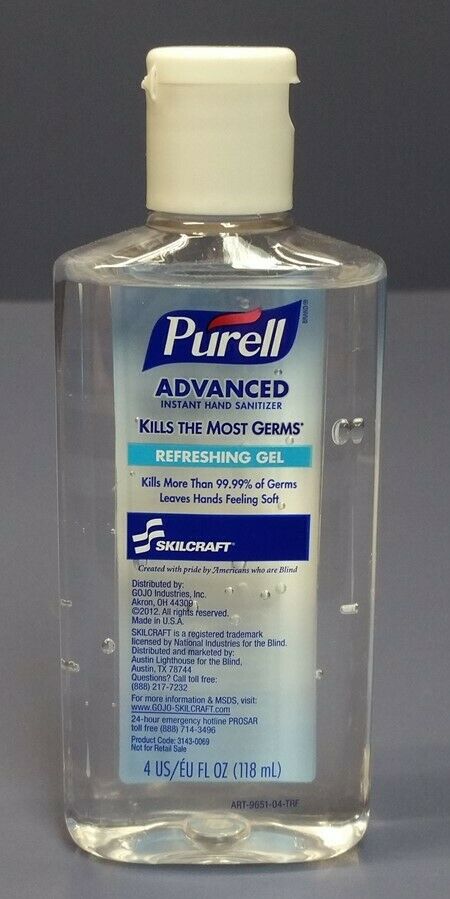 Purell
BRAND®
ADVANCED
INSTANT HAND SANITIZER
KILLS THE MOST GERMS*
REFRESHING GEL
Kills More Than 99.99% of Germs
Leaves Hands Feeling Soft
SKILCRAFT®
Created with pride by Americans who are Blind
Distributed by:
GOJO Industries, Inc.
Akron, OH 44309
©2012. All rights reserved.
Made in U.S.A.
SKILCRAFT is a registered trademark
licensed by National Industries for the Blind.
Distributed and marketed by:
Austin Lighthouse for the Blind,
Austin, TX 78744
Questions? Call toll free:
(888) 217-7232
For more information & MSDS, visit:
www.GOJO-SKILCRAFT.com
24-hour emergency hotline PROSAR
toll free (888) 714-3496
Product Code: 3143-0069
Not for Retail Sale
4 US/ÉU FL OZ (118 mL)
ART-9651-04-TRF